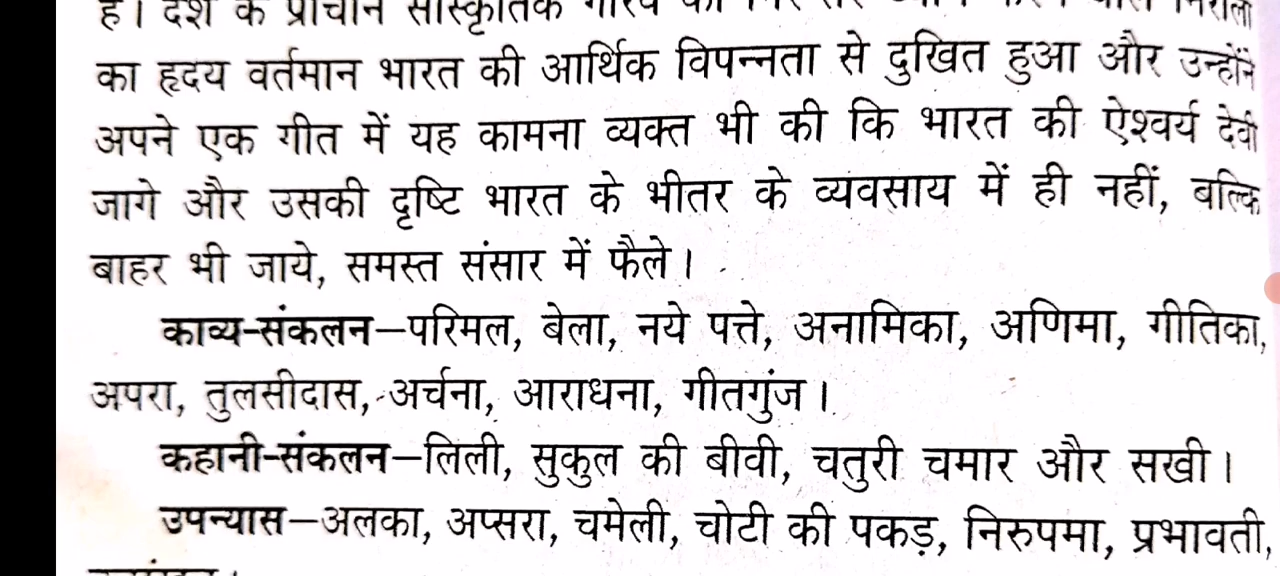 है। देश के प्राचीन सांस्कृतिक गौरव का
का हृदय वर्तमान भारत की आर्थिक विपन्नता से दुखित हुआ और उन्होंने
अपने एक गीत में यह कामना व्यक्त भी की कि भारत की ऐश्वर्य देवी
जागे और उसकी दृष्टि भारत के भीतर के व्यवसाय में ही नहीं, बल्कि
बाहर भी जाये, समस्त संसार में फैले।
काव्य-संकलन—परिमल, बेला, नये पत्ते, अनामिका, अणिमा, गीतिका,
अपरा, तुलसीदास, अर्चना, आराधना, गीतगुंज।
कहानी-संकलन—लिली, सुकुल की बीवी, चतुरी चमार और सखी।
उपन्यास—अलका, अप्सरा, चमेली, चोटी की पकड़, निरुपमा, प्रभावती,